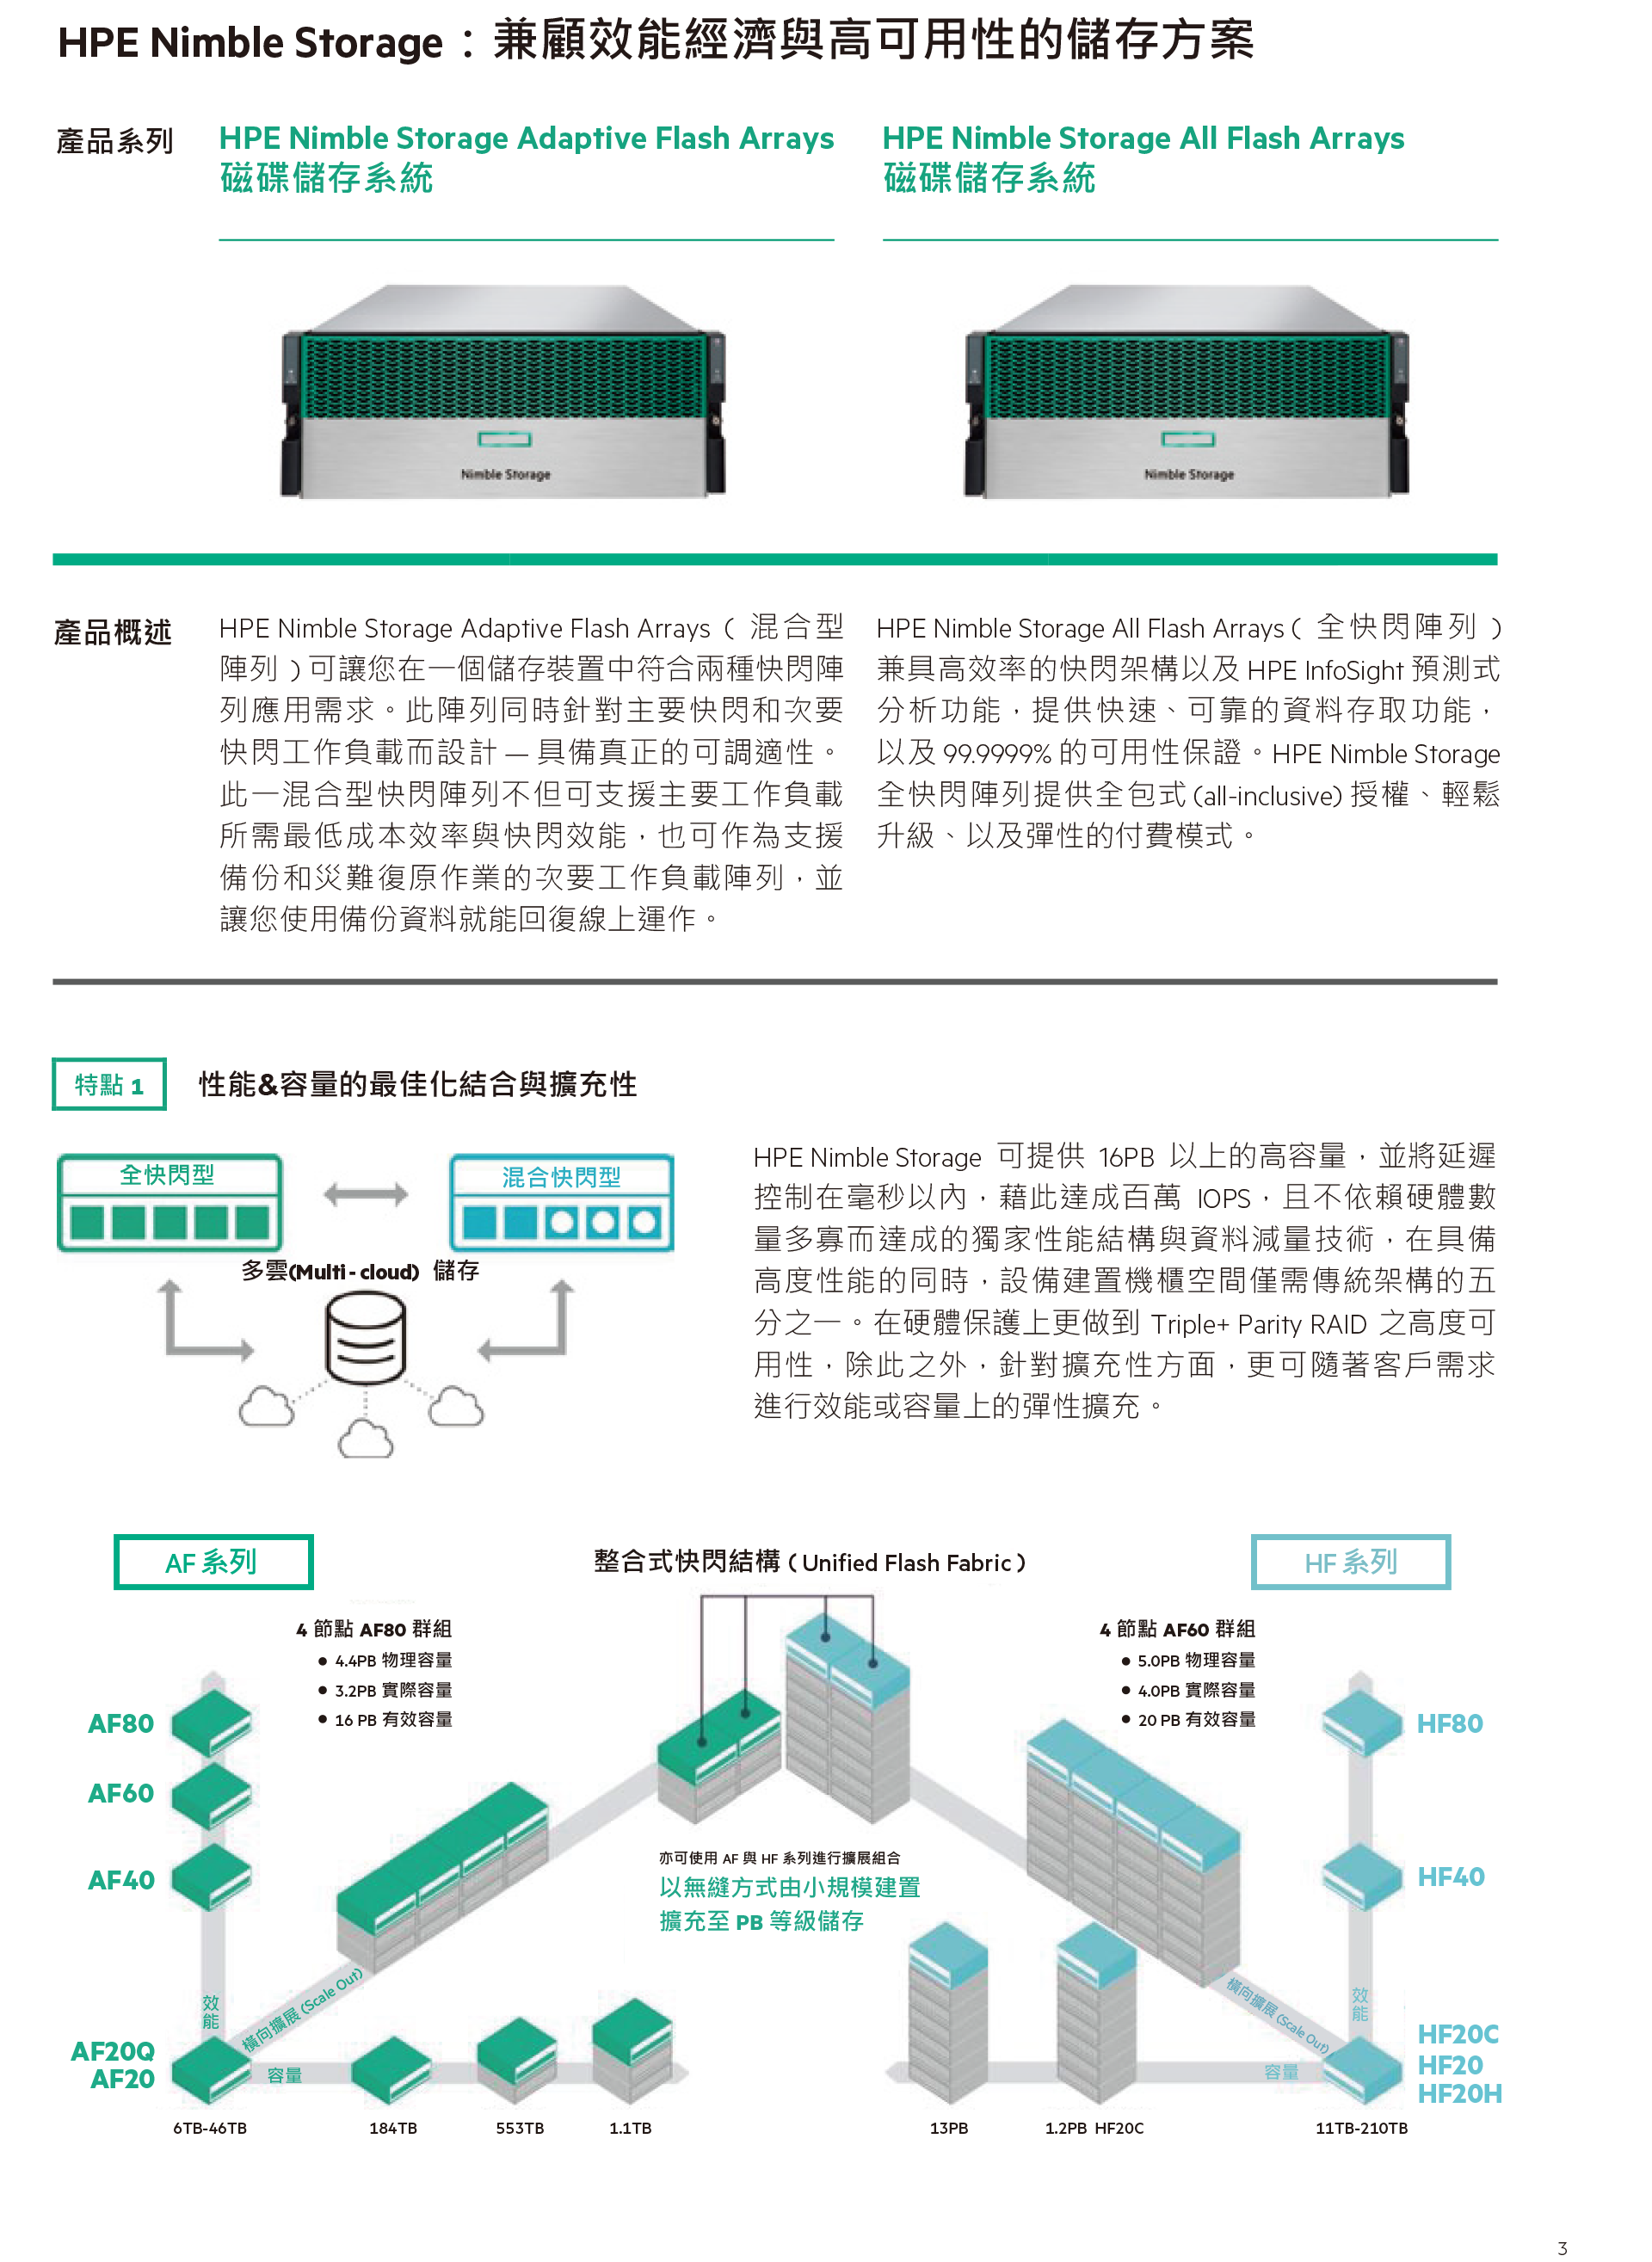 HPE Nimble Storage：兼顧效能經濟與高可用性的儲存方案
產品系列
HPE Nimble Storage Adaptive Flash Arrays
磁碟儲存系統
HPE Nimble Storage All Flash Arrays
磁碟儲存系統
Nimble Storage
Nimble Storage
產品概述
HPE Nimble Storage Adaptive Flash Arrays（混合型
陣列）可讓您在一個儲存裝置中符合兩種快閃陣
列應用需求。此陣列同時針對主要快閃和次要
快閃工作負載而設計 — 具備真正的可調適性。
此一混合型快閃陣列不但可支援主要工作負載
所需最低成本效率與快閃效能，也可作為支援
備份和災難復原作業的次要工作負載陣列，並
讓您使用備份資料就能回復線上運作。
HPE Nimble Storage All Flash Arrays（全快閃陣列）
兼具高效率的快閃架構以及 HPE InfoSight 預測式
分析功能，提供快速、可靠的資料存取功能，
以及 99.9999% 的可用性保證。HPE Nimble Storage
全快閃陣列提供全包式 (all-inclusive) 授權、輕鬆
升級、以及彈性的付費模式。
特點 1
性能&容量的最佳化結合與擴充性
全快閃型
混合快閃型
多雲(Multi - cloud) 儲存
HPE Nimble Storage 可提供 16PB 以上的高容量，並將延遲
控制在毫秒以內，藉此達成百萬 IOPS，且不依賴硬體數
量多寡而達成的獨家性能結構與資料減量技術，在具備
高度性能的同時，設備建置機櫃空間僅需傳統架構的五
分之一。在硬體保護上更做到 Triple+ Parity RAID 之高度可
用性，除此之外，針對擴充性方面，更可隨著客戶需求
進行效能或容量上的彈性擴充。
AF 系列
整合式快閃結構（Unified Flash Fabric）
HF 系列
4 節點 AF80 群組
● 4.4PB 物理容量
● 3.2PB 實際容量
● 16 PB 有效容量
4 節點 AF60 群組
● 5.0PB 物理容量
● 4.0PB 實際容量
● 20 PB 有效容量
AF80
AF60
AF40
AF20Q
AF20
HF80
HF40
HF20C
HF20
HF20H
亦可使用 AF 與 HF 系列進行擴展組合
以無縫方式由小規模建置
擴充至 PB 等級儲存
效能
橫向擴展 (Scale Out)
容量
橫向擴展 (Scale Out)
效能
容量
6TB-46TB
184TB
553TB
1.1TB
13PB
1.2PB HF20C
11TB-210TB
3